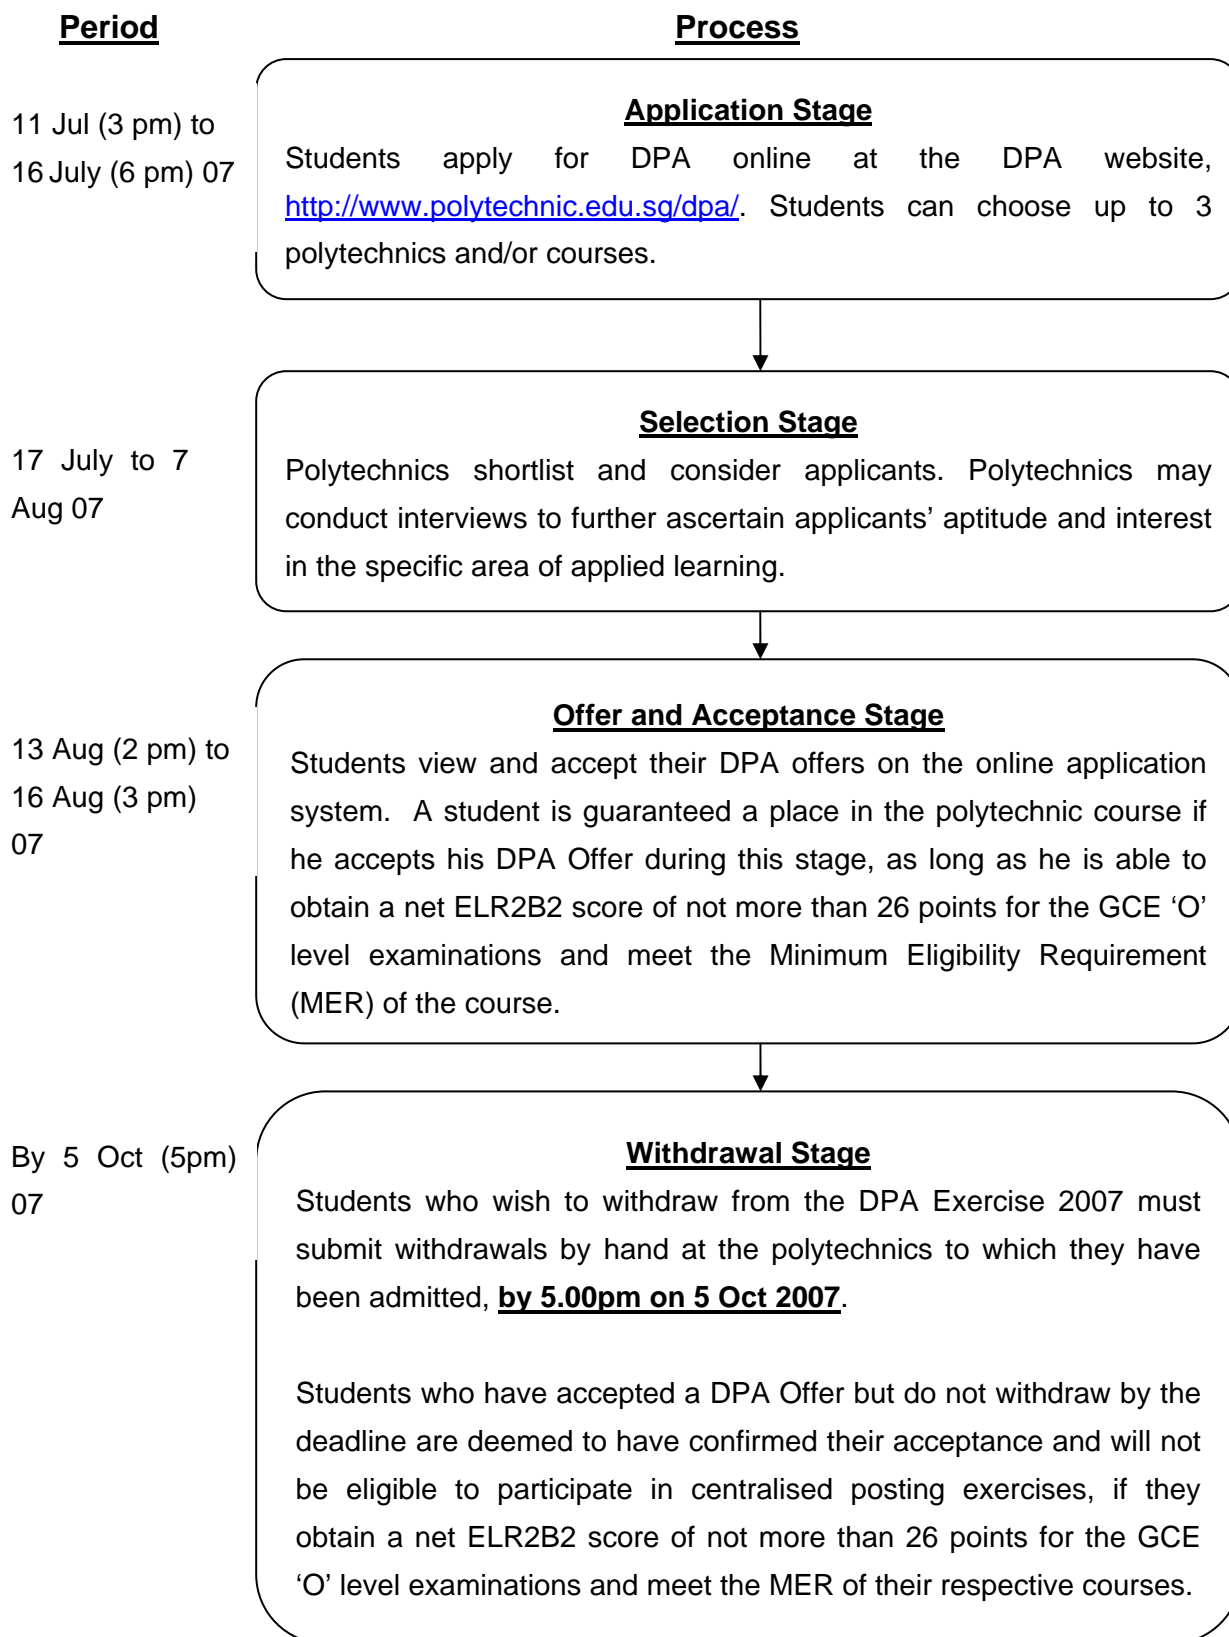 Period
Process
11 Jul (3 pm) to
16 July (6 pm) 07
Application Stage
Students apply for DPA online at the DPA website,
http://www.polytechnic.edu.sg/dpa/. Students can choose up to 3
polytechnics and/or courses.
17 July to 7
Aug 07
Selection Stage
Polytechnics shortlist and consider applicants. Polytechnics may
conduct interviews to further ascertain applicants’ aptitude and interest
in the specific area of applied learning.
13 Aug (2 pm) to
16 Aug (3 pm)
07
Offer and Acceptance Stage
Students view and accept their DPA offers on the online application
system. A student is guaranteed a place in the polytechnic course if
he accepts his DPA Offer during this stage, as long as he is able to
obtain a net ELR2B2 score of not more than 26 points for the GCE ‘O’
level examinations and meet the Minimum Eligibility Requirement
(MER) of the course.
By 5 Oct (5pm)
07
Withdrawal Stage
Students who wish to withdraw from the DPA Exercise 2007 must
submit withdrawals by hand at the polytechnics to which they have
been admitted, by 5.00pm on 5 Oct 2007.
Students who have accepted a DPA Offer but do not withdraw by the
deadline are deemed to have confirmed their acceptance and will not
be eligible to participate in centralised posting exercises, if they
obtain a net ELR2B2 score of not more than 26 points for the GCE
‘O’ level examinations and meet the MER of their respective courses.